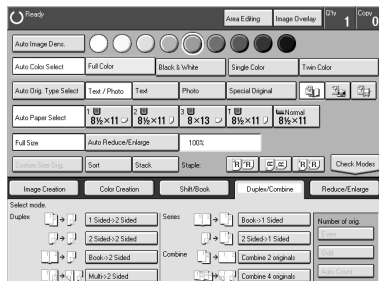 Ready Area Editing Image Overlay Q'ty 1 Copy 0
Auto Image Dens.
Auto Color Select Full Color Black & White Single Color Twin Color
Auto Orig. Type Select Text / Photo Text Photo Special Original
Auto Paper Select 1 8½×11 2 8½×11 3 8×13 T 8½×11 Normal 8½×11
Full Size Auto Reduce/Enlarge 100%
Custom Size Orig. Sort Stack Staple: Check Modes
Image Creation Color Creation Shift/Book Duplex/Combine Reduce/Enlarge
Select mode.
Duplex 1 Sided->2 Sided Series Book->1 Sided Number of orig.
2 Sided->2 Sided 2 Sided->1 Sided Even
Book->2 Sided Combine Combine 2 originals Odd
Multi->2 Sided Combine 4 originals Auto Count